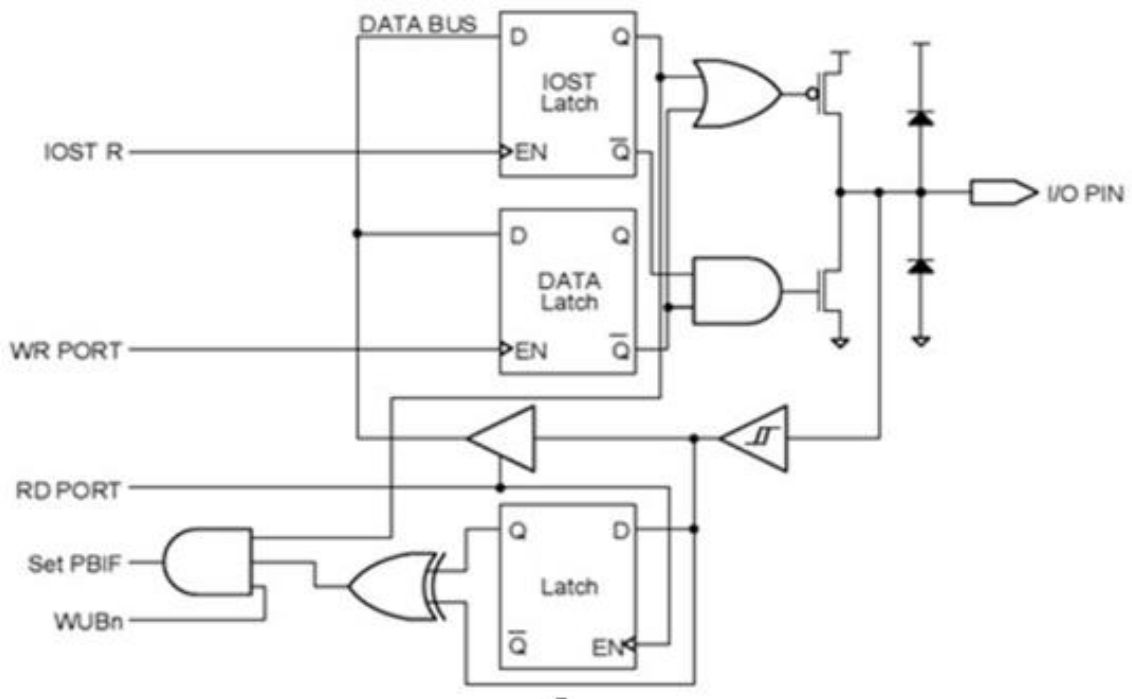 DATA BUS
D Q
IOST
Latch
IOST R
EN Q̅
I/O PIN
D Q
DATA
Latch
WR PORT
EN Q̅
RD PORT
Q D
Set PBIF
Latch
WUBn
Q̅ EN